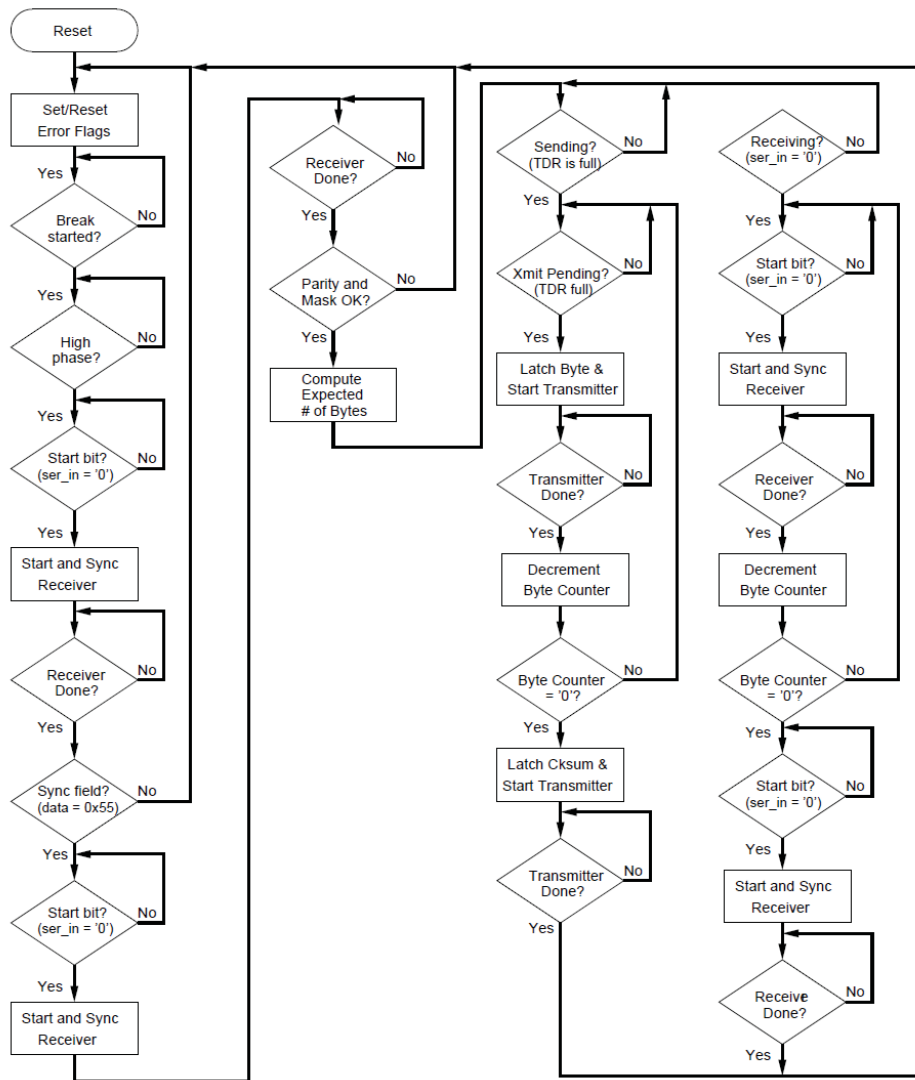 Reset
Set/Reset
Error Flags
Yes
Break
started?
No
Yes
High
phase?
No
Yes
Start bit?
(ser_in = '0')
No
Yes
Start and Sync
Receiver
Receiver
Done?
No
Yes
Sync field?
(data = 0x55)
No
Yes
Start bit?
(ser_in = '0')
No
Yes
Start and Sync
Receiver
Receiver
Done?
No
Yes
Parity and
Mask OK?
No
Yes
Compute
Expected
# of Bytes
Sending?
(TDR is full)
No
Yes
Xmit Pending?
(TDR full)
No
Yes
Latch Byte &
Start Transmitter
Transmitter
Done?
No
Yes
Decrement
Byte Counter
Byte Counter
= '0'?
No
Yes
Latch Cksum &
Start Transmitter
Transmitter
Done?
No
Yes
Receiving?
(ser_in = '0')
No
Yes
Start bit?
(ser_in = '0')
No
Yes
Start and Sync
Receiver
Receiver
Done?
No
Yes
Decrement
Byte Counter
Byte Counter
= '0'?
No
Yes
Start bit?
(ser_in = '0')
No
Yes
Start and Sync
Receiver
Receive
Done?
No
Yes